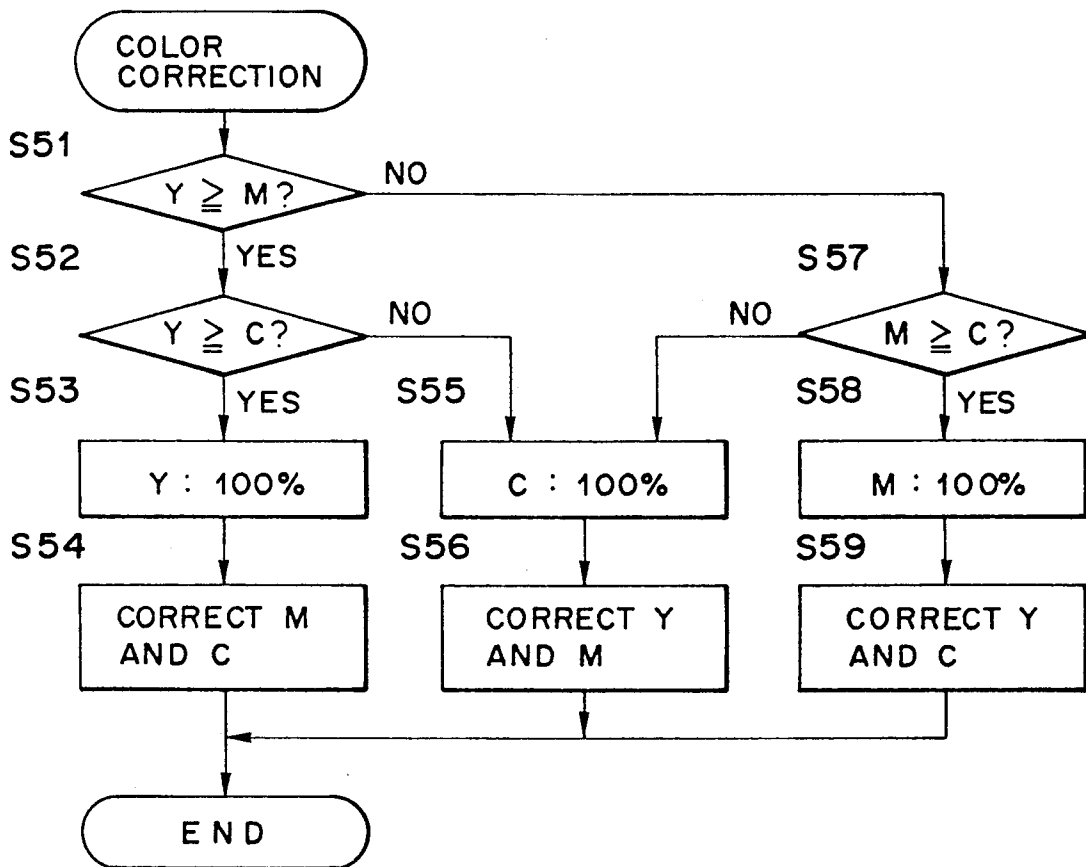 COLOR
CORRECTION
S51
Y ≧ M?
NO
YES
S52
Y ≧ C?
NO
S57
M ≧ C?
NO
S53
YES
S55
S58
YES
Y : 100%
C : 100%
M : 100%
S54
S56
S59
CORRECT M
AND C
CORRECT Y
AND M
CORRECT Y
AND C
END